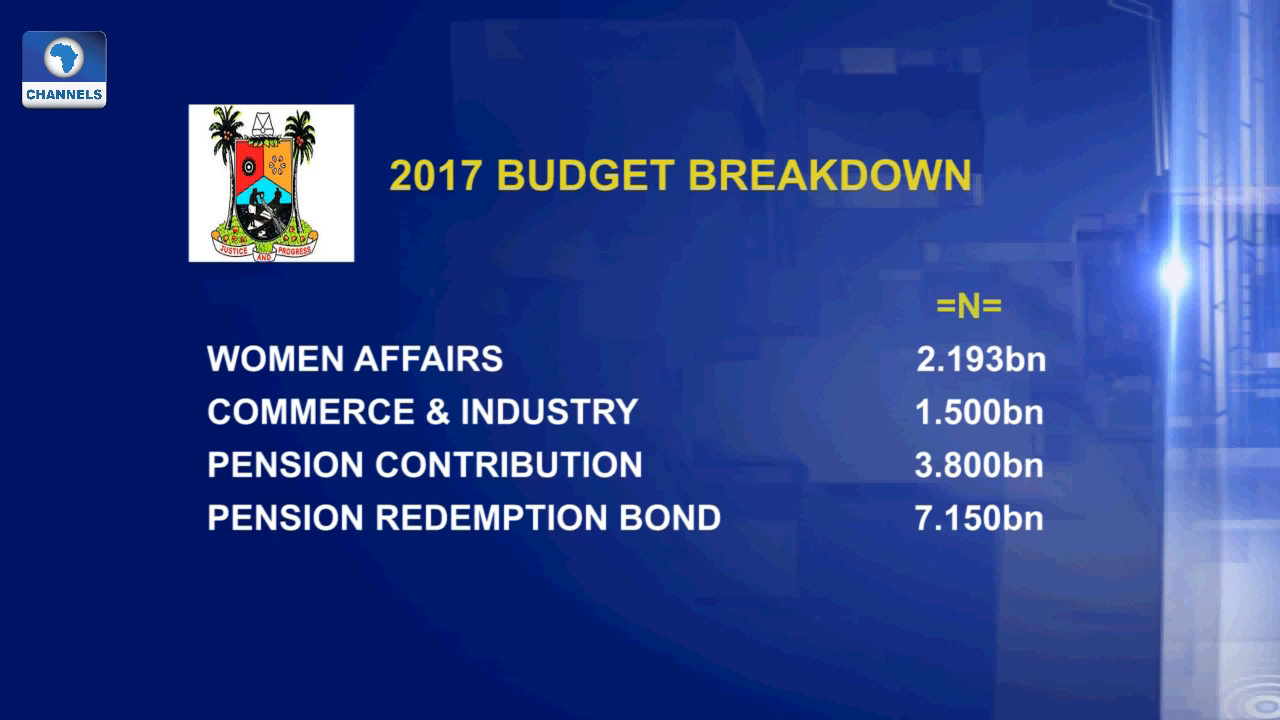 CHANNELS
2017 BUDGET BREAKDOWN
JUSTICE AND PROGRESS
=N=
WOMEN AFFAIRS 2.193bn
COMMERCE & INDUSTRY 1.500bn
PENSION CONTRIBUTION 3.800bn
PENSION REDEMPTION BOND 7.150bn